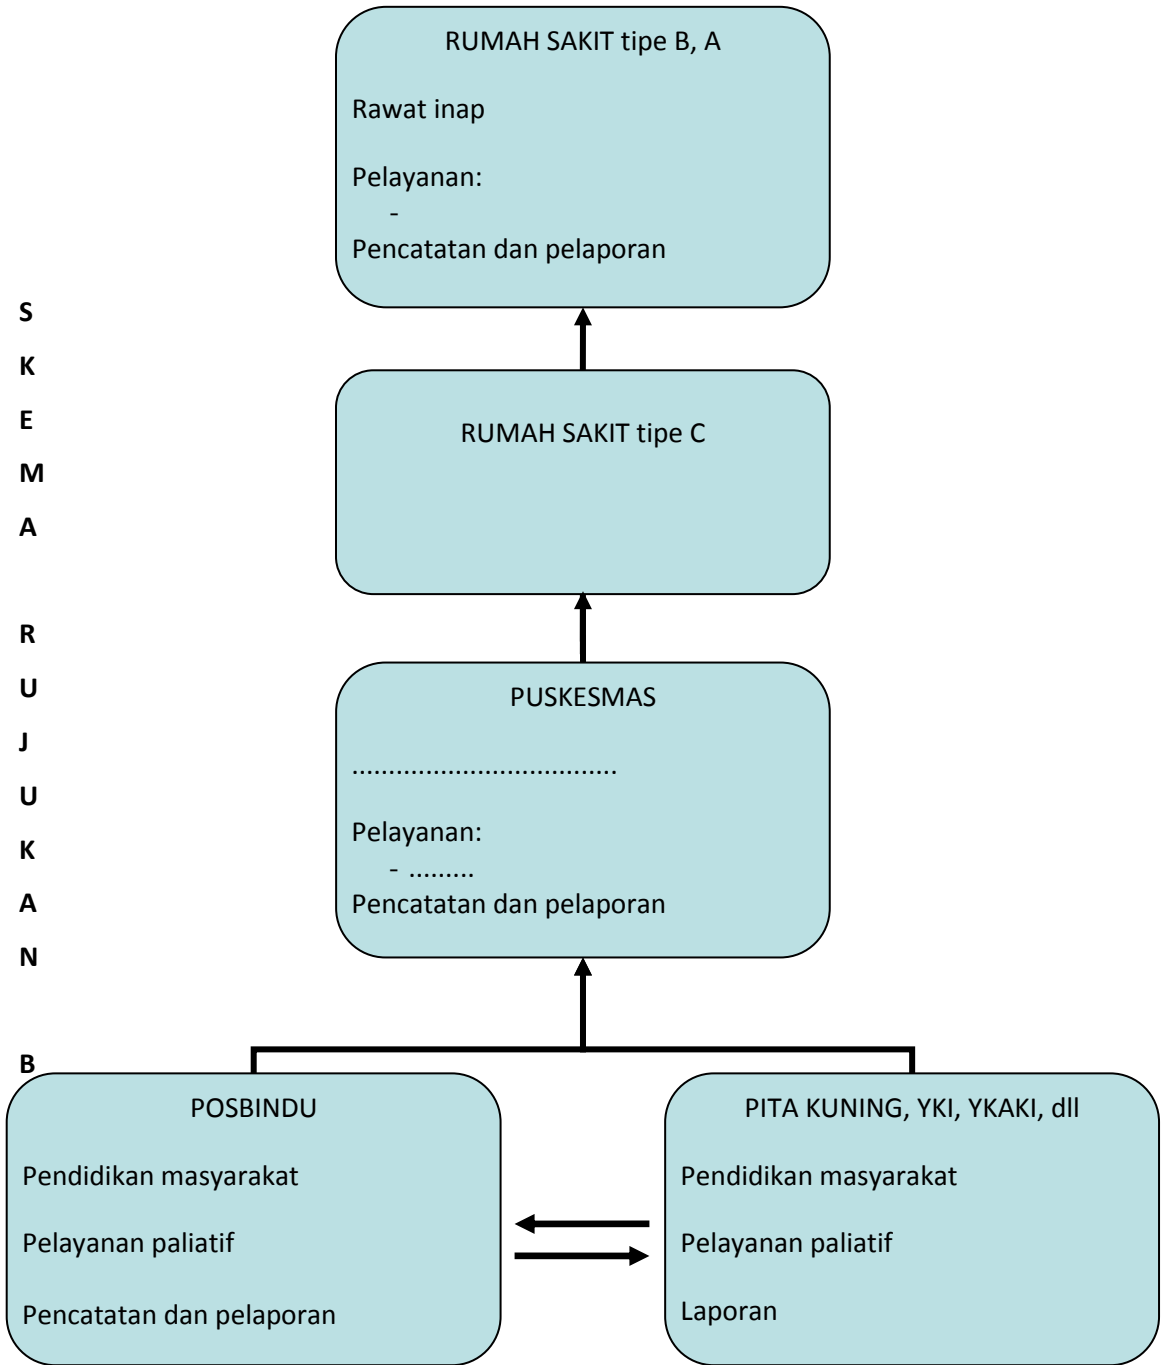 RUMAH SAKIT tipe B, A
Rawat inap
Pelayanan:
-
Pencatatan dan pelaporan
RUMAH SAKIT tipe C
PUSKESMAS
....................................
Pelayanan:
- .........
Pencatatan dan pelaporan
POSBINDU
Pendidikan masyarakat
Pelayanan paliatif
Pencatatan dan pelaporan
PITA KUNING, YKI, YKAKI, dll
Pendidikan masyarakat
Pelayanan paliatif
Laporan
S
K
E
M
A
R
U
J
U
K
A
N
B